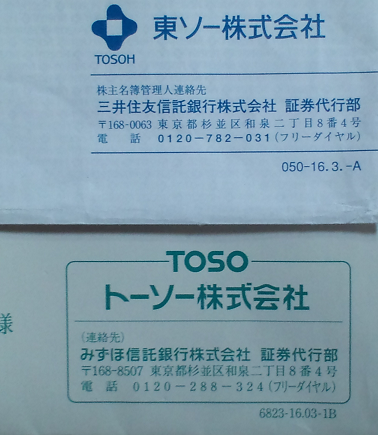 東ソー株式会社
TOSOH
株主名簿管理人連絡先
三井住友信託銀行株式会社 証券代行部
〒168-0063 東京都杉並区和泉二丁目8番4号
電 話 0120-782-031(フリーダイヤル)
050-16.3.-A
TOSO
トーソー株式会社
様
(連絡先)
みずほ信託銀行株式会社 証券代行部
〒168-8507 東京都杉並区和泉二丁目8番4号
電 話 0120-288-324(フリーダイヤル)
6823-16.03-1B